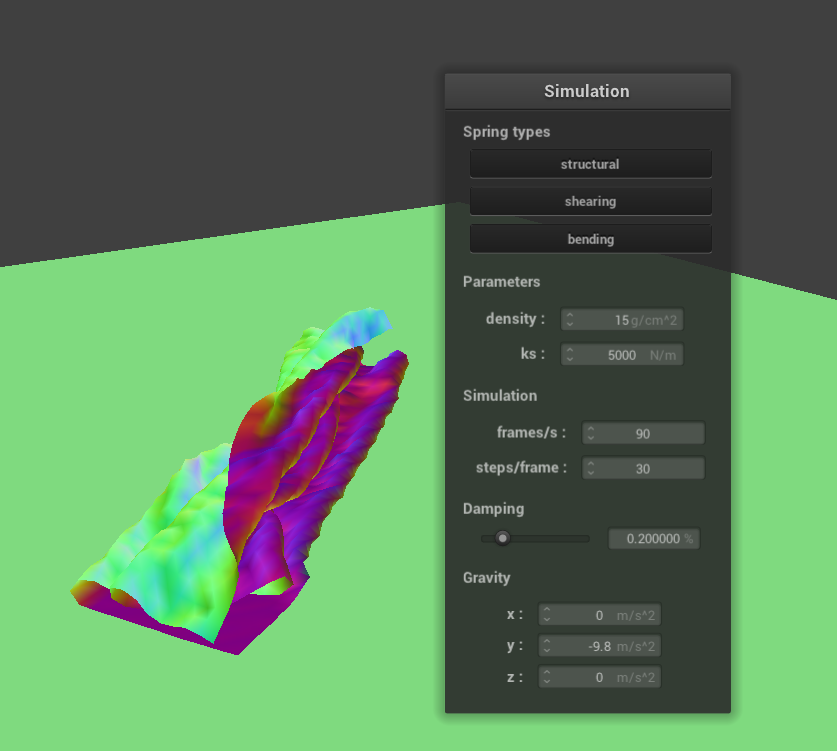 Simulation
Spring types
structural
shearing
bending
Parameters
density : 15 g/cm^2
ks : 5000 N/m
Simulation
frames/s : 90
steps/frame : 30
Damping
0.200000 %
Gravity
x : 0 m/s^2
y : -9.8 m/s^2
z : 0 m/s^2